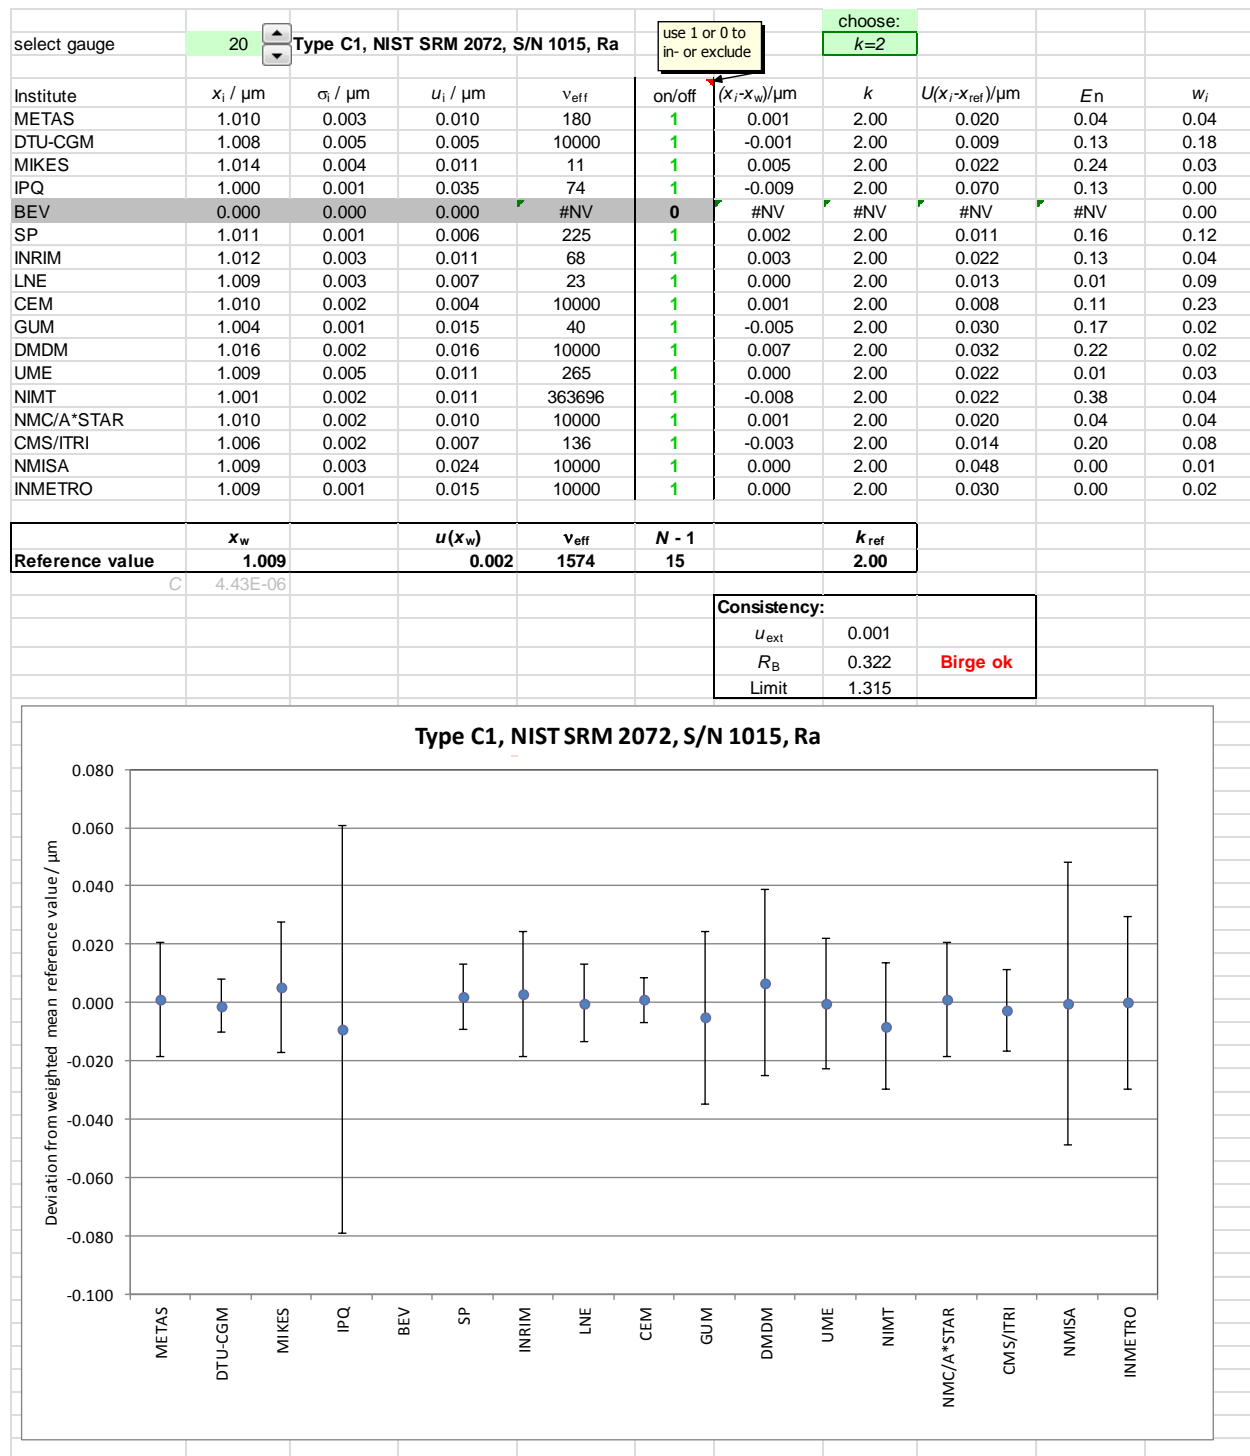 choose:
select gauge 20 Type C1, NIST SRM 2072, S/N 1015, Ra use 1 or 0 to in- or exclude k=2
Institute xi / µm σi / µm ui / µm νeff on/off (xi-xw)/µm k U(xi-xref)/µm En wi
METAS 1.010 0.003 0.010 180 1 0.001 2.00 0.020 0.04 0.04
DTU-CGM 1.008 0.005 0.005 10000 1 -0.001 2.00 0.009 0.13 0.18
MIKES 1.014 0.004 0.011 11 1 0.005 2.00 0.022 0.24 0.03
IPQ 1.000 0.001 0.035 74 1 -0.009 2.00 0.070 0.13 0.00
BEV 0.000 0.000 0.000 #NV 0 #NV #NV #NV #NV 0.00
SP 1.011 0.001 0.006 225 1 0.002 2.00 0.011 0.16 0.12
INRIM 1.012 0.003 0.011 68 1 0.003 2.00 0.022 0.13 0.04
LNE 1.009 0.003 0.007 23 1 0.000 2.00 0.013 0.01 0.09
CEM 1.010 0.002 0.004 10000 1 0.001 2.00 0.008 0.11 0.23
GUM 1.004 0.001 0.015 40 1 -0.005 2.00 0.030 0.17 0.02
DMDM 1.016 0.002 0.016 10000 1 0.007 2.00 0.032 0.22 0.02
UME 1.009 0.005 0.011 265 1 0.000 2.00 0.022 0.01 0.03
NIMT 1.001 0.002 0.011 363696 1 -0.008 2.00 0.022 0.38 0.04
NMC/A*STAR 1.010 0.002 0.010 10000 1 0.001 2.00 0.020 0.04 0.04
CMS/ITRI 1.006 0.002 0.007 136 1 -0.003 2.00 0.014 0.20 0.08
NMISA 1.009 0.003 0.024 10000 1 0.000 2.00 0.048 0.00 0.01
INMETRO 1.009 0.001 0.015 10000 1 0.000 2.00 0.030 0.00 0.02
xw u(xw) νeff N - 1 kref
Reference value 1.009 0.002 1574 15 2.00
C 4.43E-06
Consistency:
uext 0.001
RB 0.322 Birge ok
Limit 1.315
Type C1, NIST SRM 2072, S/N 1015, Ra
Deviation from weighted mean reference value / µm
0.080
0.060
0.040
0.020
0.000
-0.020
-0.040
-0.060
-0.080
-0.100
METAS
DTU-CGM
MIKES
IPQ
BEV
SP
INRIM
LNE
CEM
GUM
DMDM
UME
NIMT
NMC/A*STAR
CMS/ITRI
NMISA
INMETRO